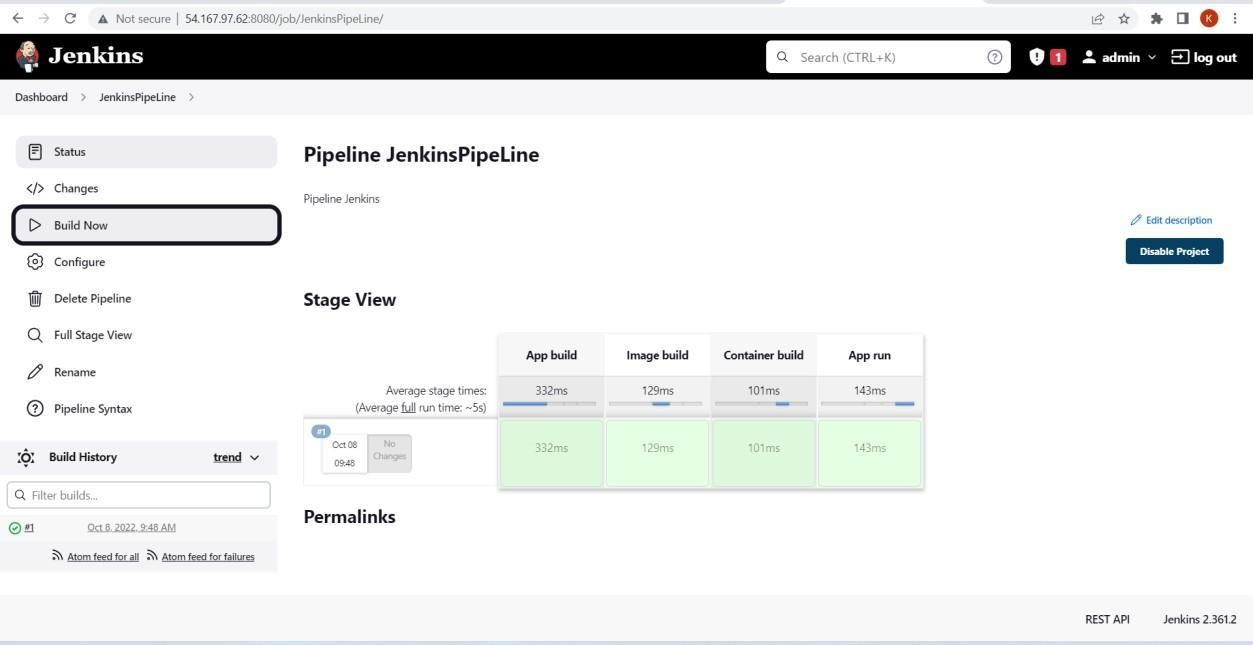 Not secure | 54.167.97.62:8080/job/JenkinsPipeLine/
K
Jenkins
Search (CTRL+K)
1
admin
log out
Dashboard > JenkinsPipeLine >
Status
Changes
Build Now
Configure
Delete Pipeline
Full Stage View
Rename
Pipeline Syntax
Build History
trend
Filter builds...
#1 Oct 8, 2022, 9:48 AM
Atom feed for all Atom feed for failures
Pipeline JenkinsPipeLine
Pipeline Jenkins
Edit description
Disable Project
Stage View
App build Image build Container build App run
Average stage times: 332ms 129ms 101ms 143ms
(Average full run time: ~5s)
#1
Oct 08
09:48
No
Changes
332ms 129ms 101ms 143ms
Permalinks
REST API Jenkins 2.361.2